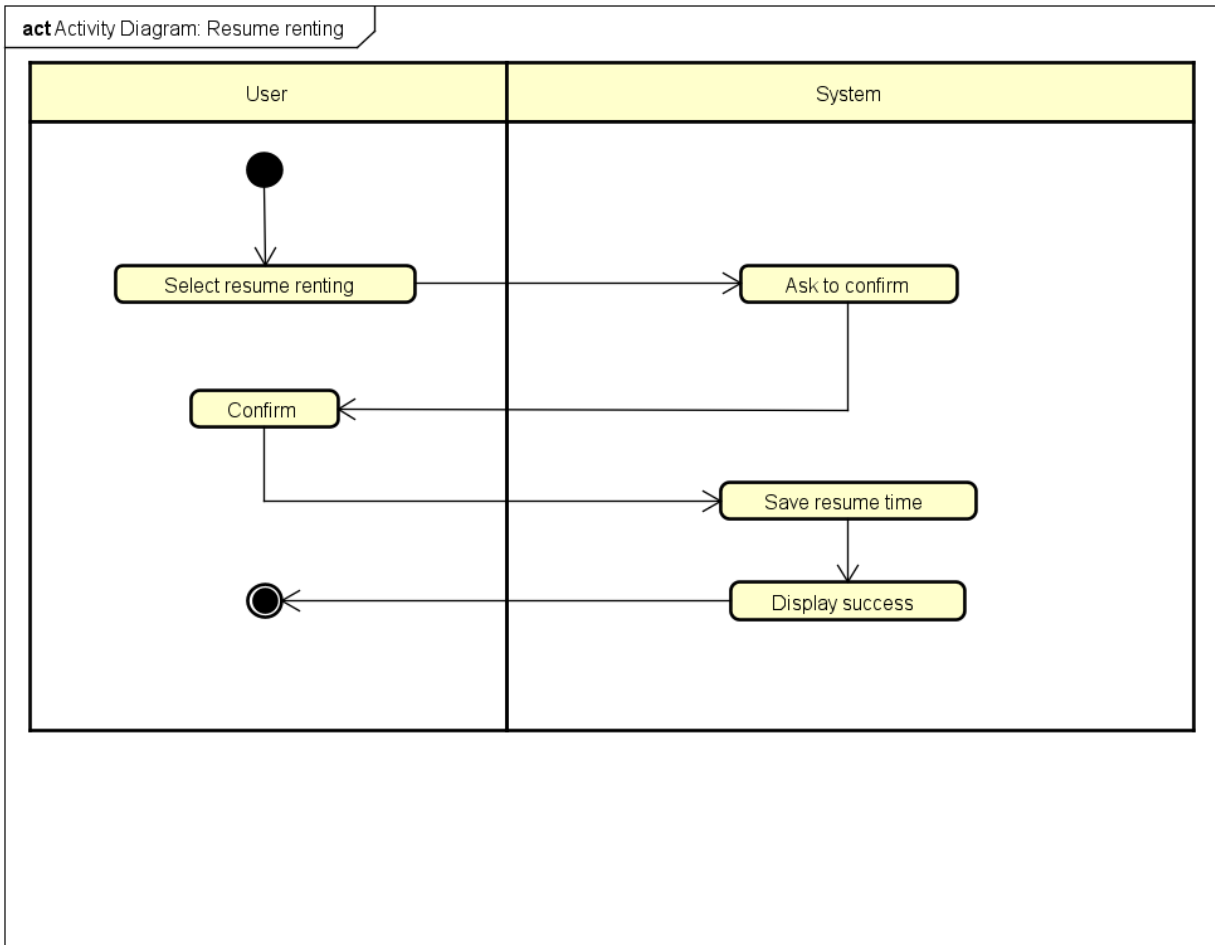 act Activity Diagram: Resume renting
User
System
Select resume renting
Ask to confirm
Confirm
Save resume time
Display success